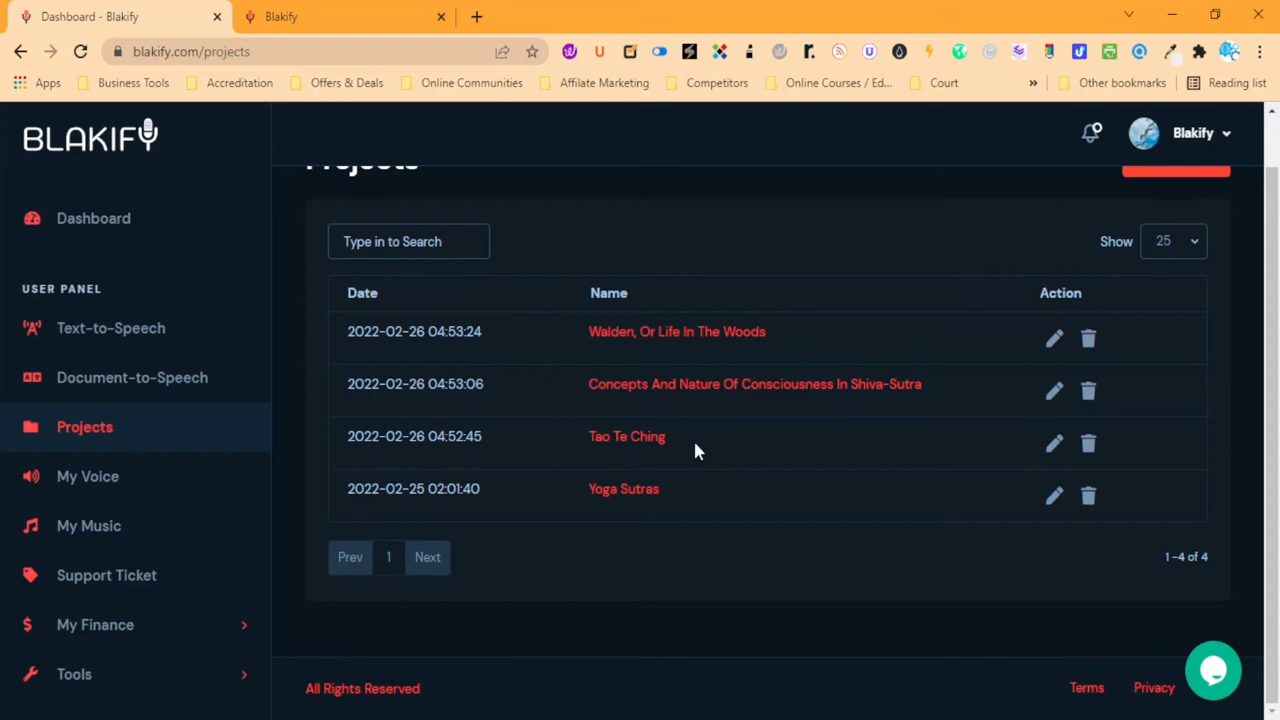 Dashboard - Blakify
Blakify
blakify.com/projects
Apps
Business Tools
Accreditation
Offers & Deals
Online Communities
Affilate Marketing
Competitors
Online Courses / Ed...
Court
»
Other bookmarks
Reading list
BLAKIFY
Blakify
Projects
Dashboard
USER PANEL
Text-to-Speech
Document-to-Speech
Projects
My Voice
My Music
Support Ticket
My Finance
Tools
Type in to Search
Show 25
Date Name Action
2022-02-26 04:53:24 Walden, Or Life In The Woods
2022-02-26 04:53:06 Concepts And Nature Of Consciousness In Shiva-Sutra
2022-02-26 04:52:45 Tao Te Ching
2022-02-25 02:01:40 Yoga Sutras
Prev 1 Next
1 -4 of 4
All Rights Reserved
Terms
Privacy